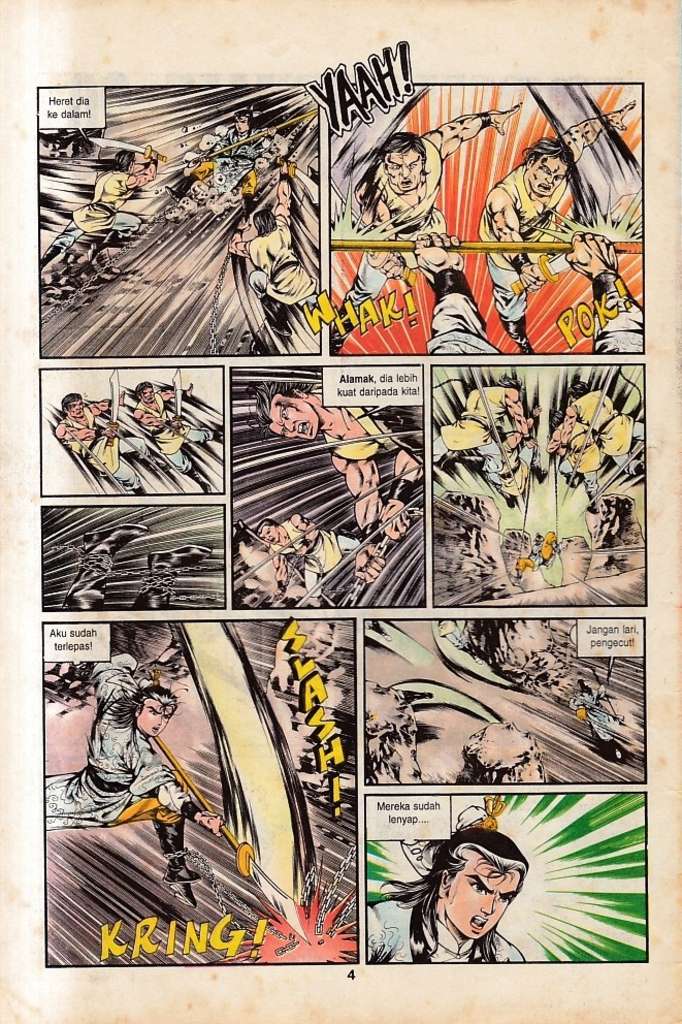 Heret dia
ke dalam!
YAAH!
WHAK!
POK!
Alamak, dia lebih
kuat daripada kita!
Aku sudah
terlepas!
SLASH!
KRING!
Jangan lari,
pengecut!
Mereka sudah
lenyap....
4